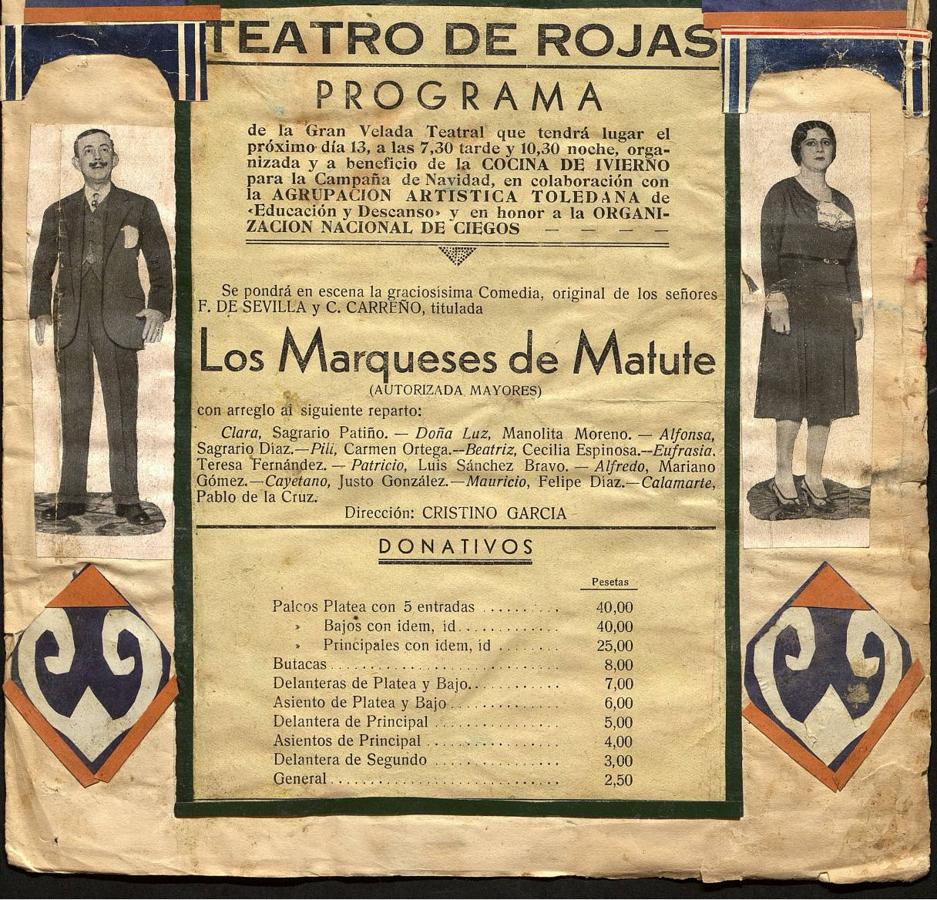 TEATRO DE ROJAS
PROGRAMA
de la Gran Velada Teatral que tendrá lugar el
próximo día 13, a las 7,30 tarde y 10,30 noche, orga-
nizada y a beneficio de la COCINA DE IVIERNO
para la Campaña de Navidad, en colaboración con
la AGRUPACION ARTISTICA TOLEDANA de
«Educación y Descanso» y en honor a la ORGANI-
ZACION NACIONAL DE CIEGOS — — — —
Se pondrá en escena la graciosísima Comedia, original de los señores
F. DE SEVILLA y C. CARREÑO, titulada
Los Marqueses de Matute
(AUTORIZADA MAYORES)
con arreglo al siguiente reparto:
Clara, Sagrario Patiño. — Doña Luz, Manolita Moreno. — Alfonsa,
Sagrario Diaz.—Pili, Carmen Ortega.—Beatriz, Cecilia Espinosa.—Eufrasia,
Teresa Fernández. — Patricio, Luis Sánchez Bravo. — Alfredo, Mariano
Gómez.—Cayetano, Justo González.—Mauricio, Felipe Diaz.—Calamarte,
Pablo de la Cruz.
Dirección: CRISTINO GARCIA
DONATIVOS
Pesetas
Palcos Platea con 5 entradas .......... 40,00
» Bajos con idem, id............. 40,00
» Principales con idem, id ........ 25,00
Butacas............................. 8,00
Delanteras de Platea y Bajo............ 7,00
Asiento de Platea y Bajo .............. 6,00
Delantera de Principal ................ 5,00
Asientos de Principal ................. 4,00
Delantera de Segundo ................ 3,00
General............................. 2,50